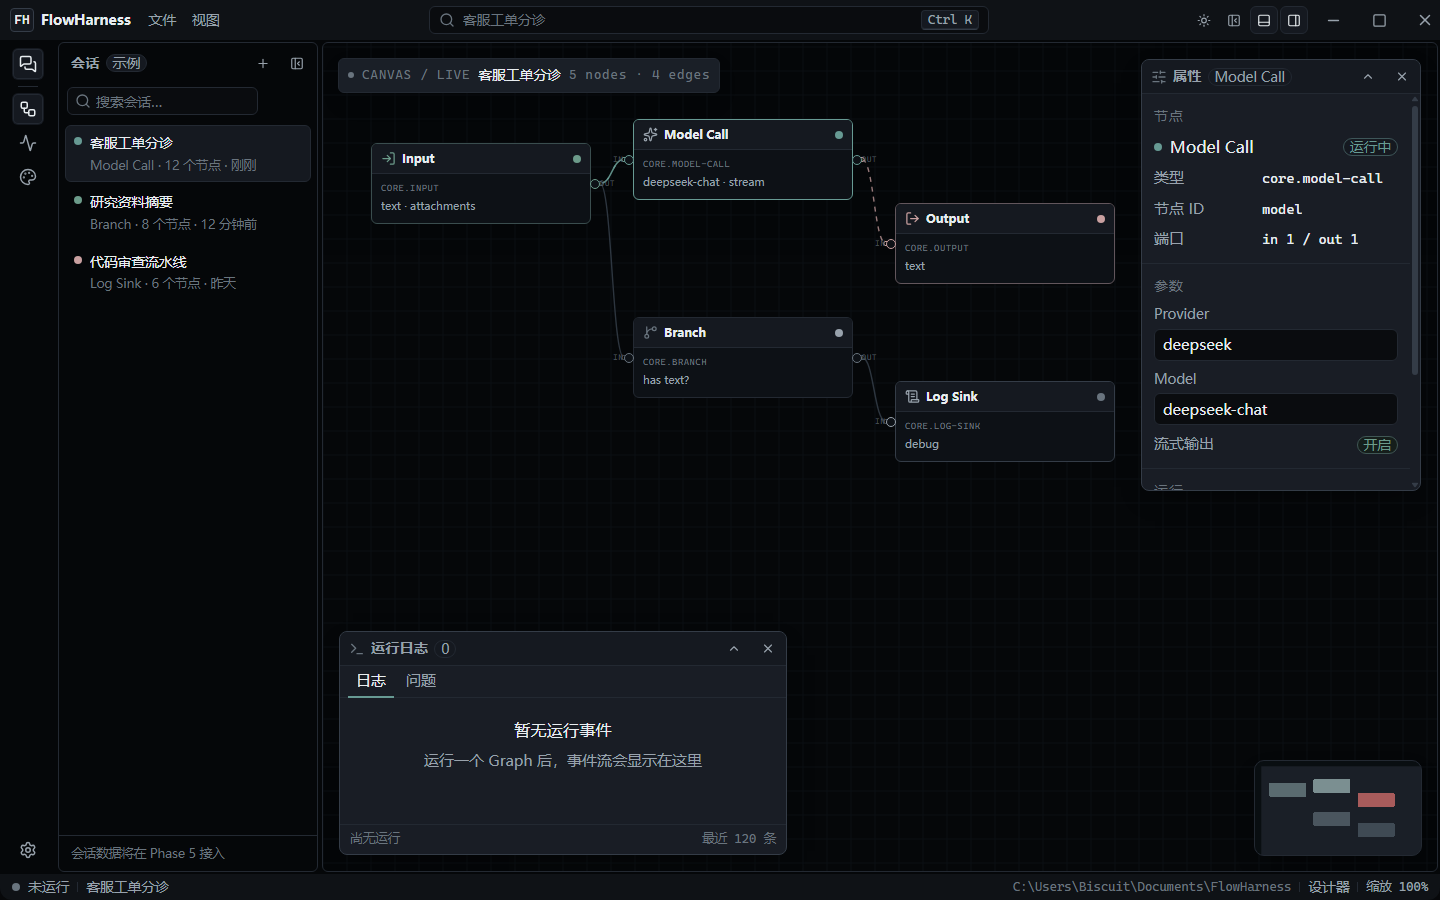 FH FlowHarness 文件 视图 客服工单分诊 Ctrl K
会话 示例
搜索会话...
客服工单分诊
Model Call · 12 个节点 · 刚刚
研究资料摘要
Branch · 8 个节点 · 12 分钟前
代码审查流水线
Log Sink · 6 个节点 · 昨天
会话数据将在 Phase 5 接入
CANVAS / LIVE 客服工单分诊 5 nodes · 4 edges
Input
CORE.INPUT
text · attachments
OUT
Model Call
IN
CORE.MODEL-CALL
deepseek-chat · stream
OUT
Output
IN
CORE.OUTPUT
text
Branch
IN
CORE.BRANCH
has text?
OUT
Log Sink
IN
CORE.LOG-SINK
debug
属性 Model Call
节点
Model Call 运行中
类型 core.model-call
节点 ID model
端口 in 1 / out 1
参数
Provider
deepseek
Model
deepseek-chat
流式输出 开启
运行
运行日志 0
日志 问题
暂无运行事件
运行一个 Graph 后，事件流会显示在这里
尚无运行 最近 120 条
未运行 客服工单分诊 C:\Users\Biscuit\Documents\FlowHarness 设计器 缩放 100%